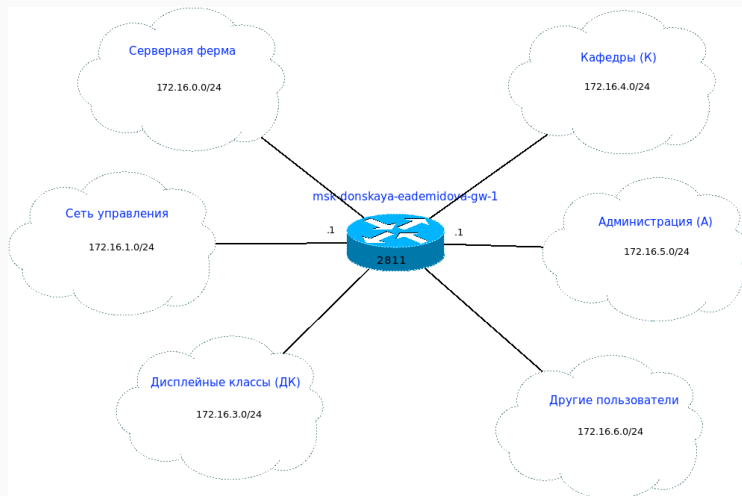 Серверная ферма
172.16.0.0/24
Кафедры (К)
172.16.4.0/24
msk-donskaya-eademidova-gw-1
Сеть управления
172.16.1.0/24
.1
2811
.1
Администрация (А)
172.16.5.0/24
Дисплейные классы (ДК)
172.16.3.0/24
Другие пользователи
172.16.6.0/24